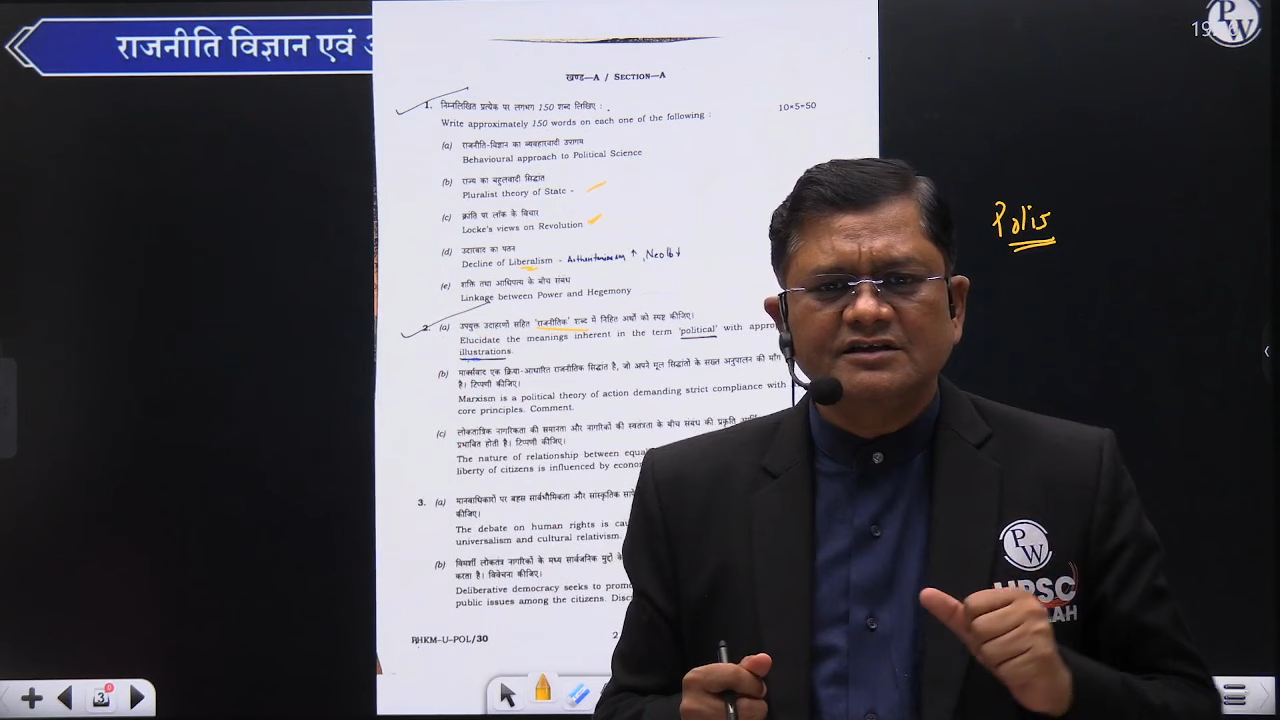 राजनीति विज्ञान एवं
PW
खण्ड—A / SECTION—A
1. निम्नलिखित प्रत्येक पर लगभग 150 शब्द लिखिए :
10×5=50
Write approximately 150 words on each one of the following :
(a) राजनीति-विज्ञान का व्यवहारवादी उपागम
Behavioural approach to Political Science
(b) राज्य का बहुलवादी सिद्धांत
Pluralist theory of State -
(c) क्रांति पर लॉक के विचार
Locke's views on Revolution
Polis
(d) उदारवाद का पतन
Decline of Liberalism - ↑, Neo lb ↓
(e) शक्ति तथा आधिपत्य के बीच संबंध
Linkage between Power and Hegemony
2. (a) उपयुक्त उदाहरणों सहित 'राजनीतिक' शब्द में निहित अर्थों को स्पष्ट कीजिए।
Elucidate the meanings inherent in the term 'political' with approp
illustrations.
(b) मार्क्सवाद एक क्रिया-आधारित राजनीतिक सिद्धांत है, जो अपने मूल सिद्धांतों के सख्त अनुपालन की माँग
है। टिप्पणी कीजिए।
Marxism is a political theory of action demanding strict compliance with
core principles. Comment.
(c) लोकतांत्रिक नागरिकता की समानता और नागरिकों की स्वतंत्रता के बीच संबंध की प्रकृति
प्रभावित होती है। टिप्पणी कीजिए।
The nature of relationship between equa
liberty of citizens is influenced by econo
3. (a) मानवाधिकारों पर बहस सार्वभौमिकता और सांस्कृतिक
कीजिए।
The debate on human rights is cau
universalism and cultural relativism.
(b) विमर्शी लोकतंत्र नागरिकों के मध्य सार्वजनिक मुद्दों
करता है। विवेचना कीजिए।
Deliberative democracy seeks to promo
public issues among the citizens. Disc
RHKM-U-POL/30
2
PW
UPSC
3